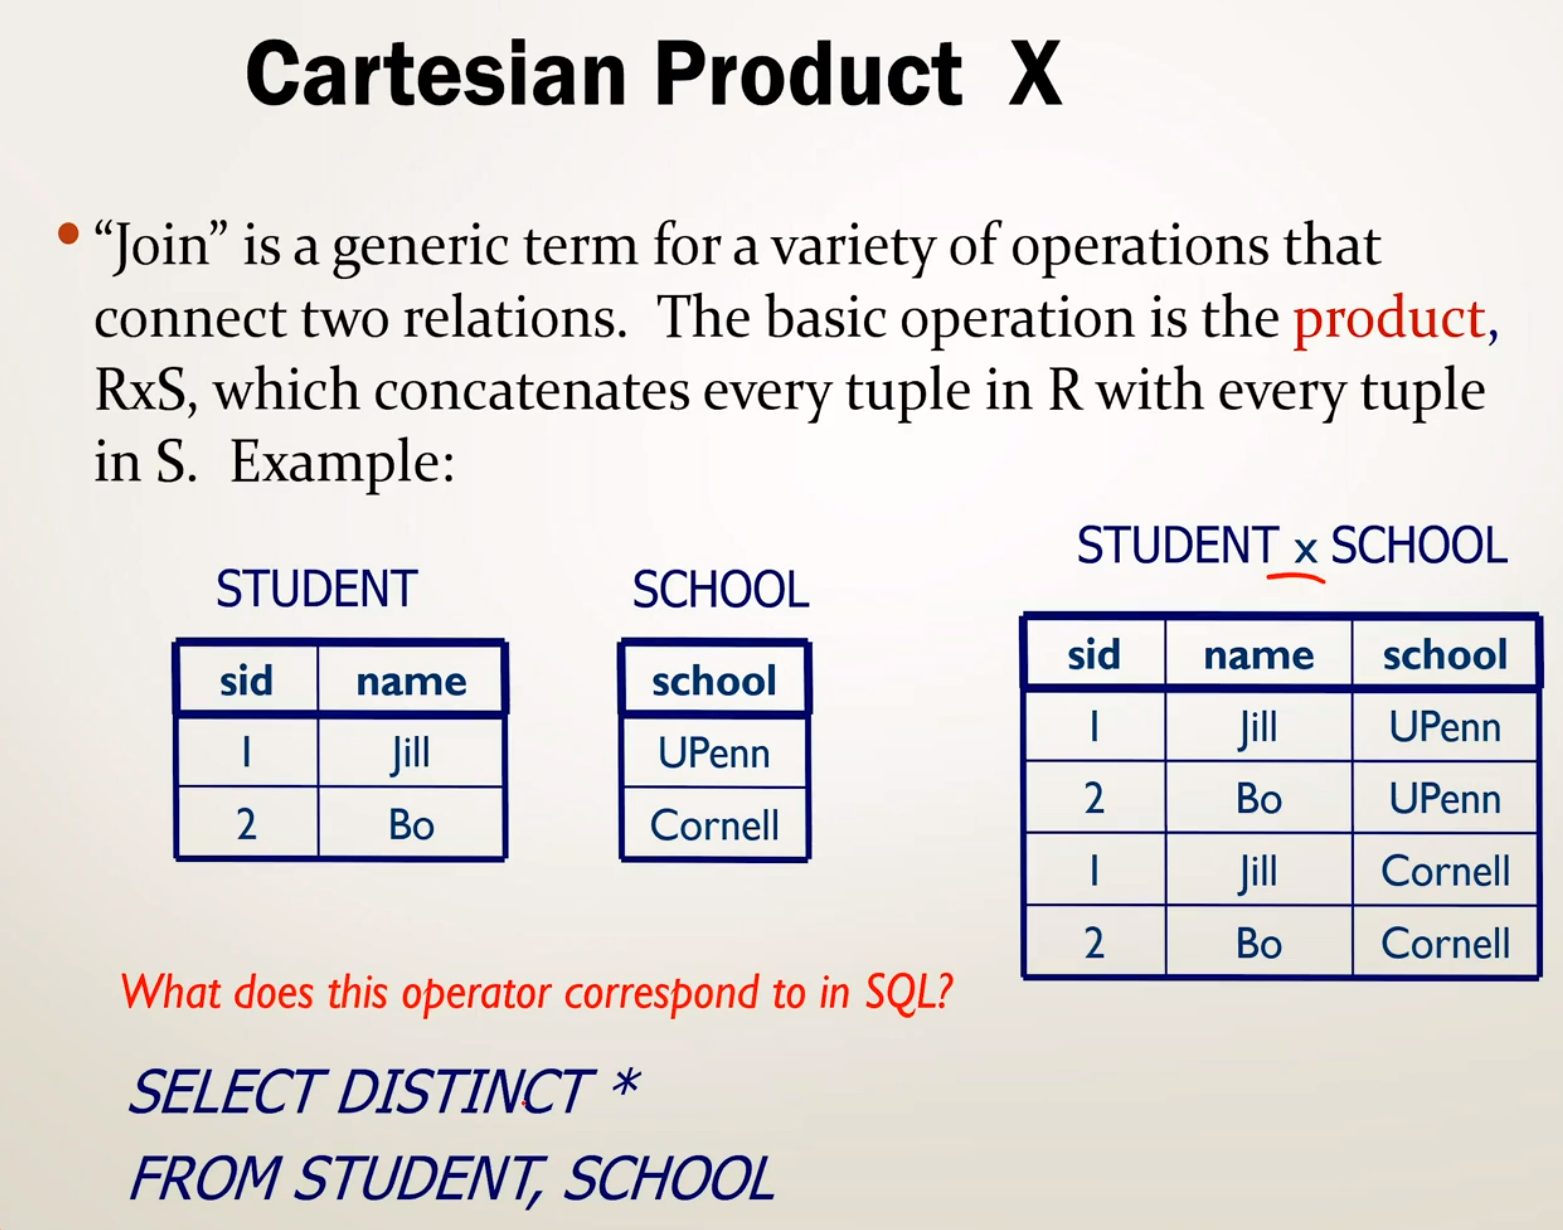 Cartesian Product X
• “Join” is a generic term for a variety of operations that
connect two relations. The basic operation is the product,
RxS, which concatenates every tuple in R with every tuple
in S. Example:
STUDENT
sid name
1 Jill
2 Bo
SCHOOL
school
UPenn
Cornell
STUDENT x SCHOOL
sid name school
1 Jill UPenn
2 Bo UPenn
1 Jill Cornell
2 Bo Cornell
What does this operator correspond to in SQL?
SELECT DISTINCT *
FROM STUDENT, SCHOOL